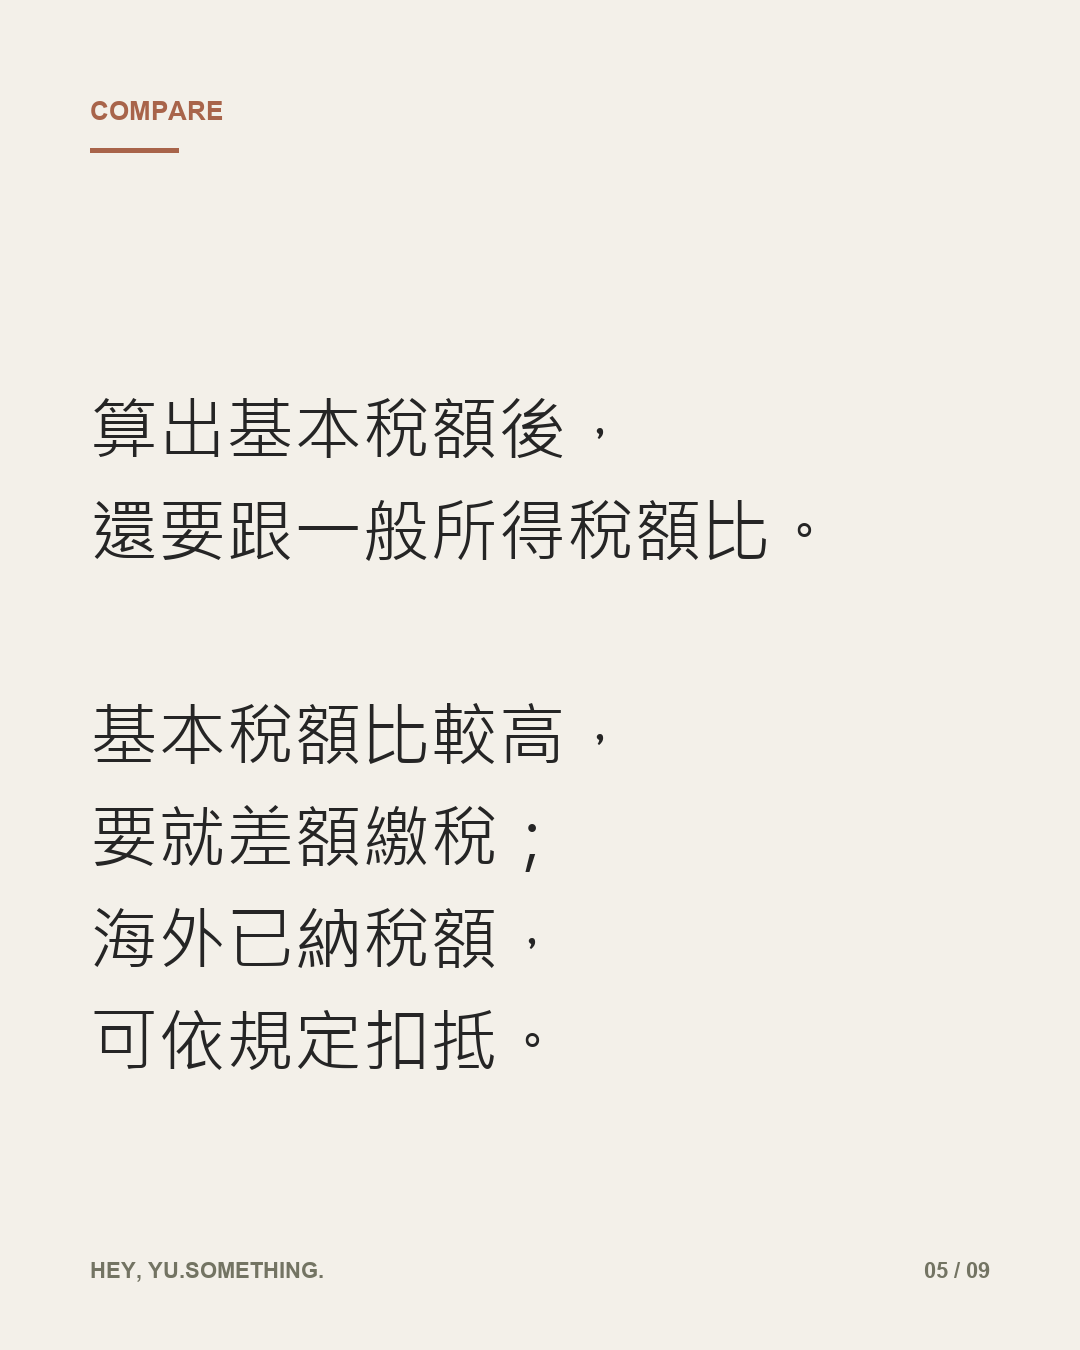 COMPARE
算出基本稅額後，
還要跟一般所得稅額比。
基本稅額比較高，
要就差額繳稅；
海外已納稅額，
可依規定扣抵。
HEY, YU.SOMETHING.
05 / 09